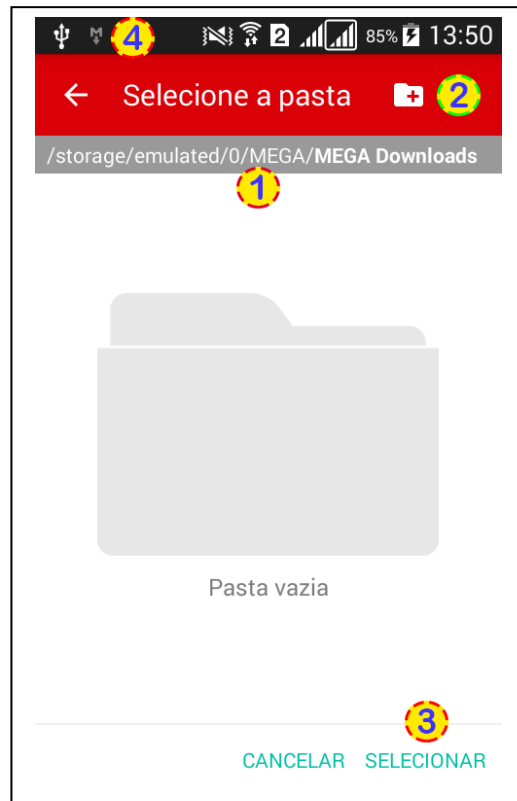 4 2 85% 13:50
Selecione a pasta 2
/storage/emulated/0/MEGA/MEGA Downloads
1
Pasta vazia
3
CANCELAR SELECIONAR